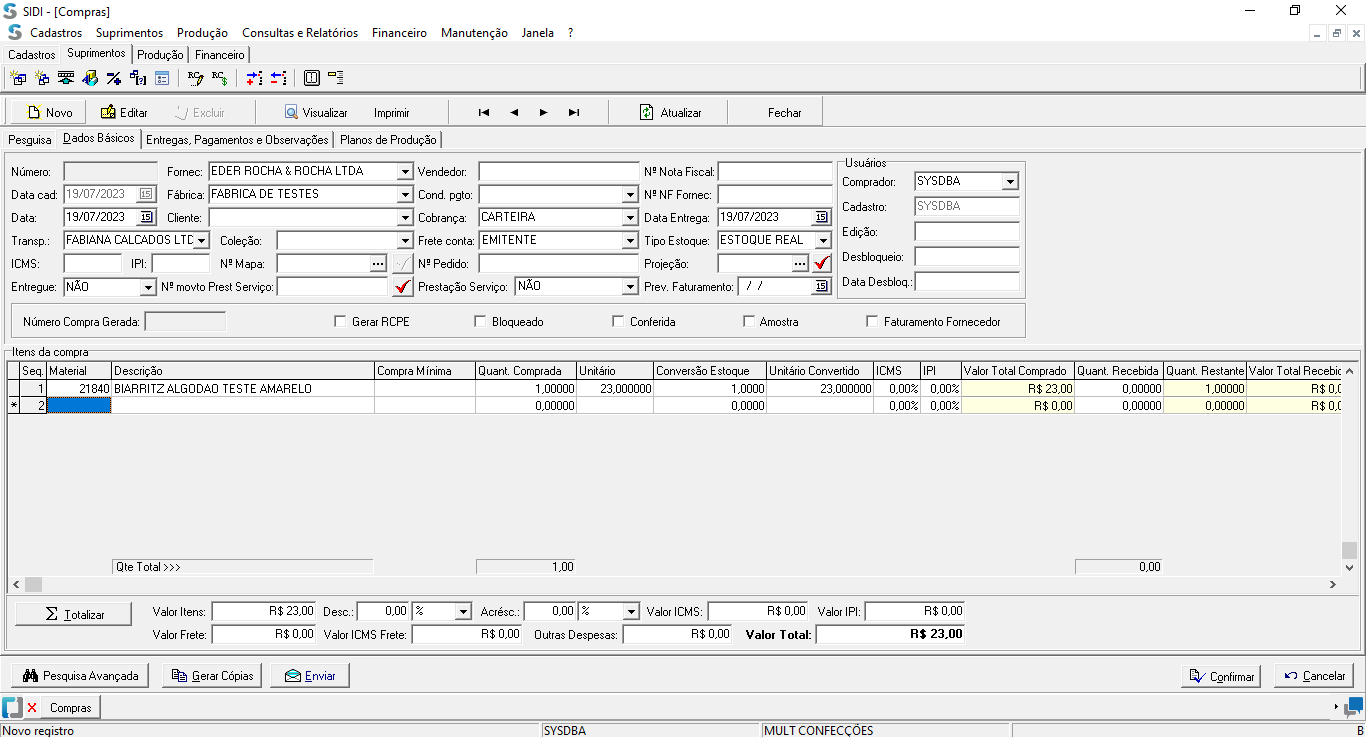 SIDI - [Compras]
Cadastros Suprimentos Produção Consultas e Relatórios Financeiro Manutenção Janela ?
Cadastros Suprimentos Produção Financeiro
Novo Editar Excluir Visualizar Imprimir Atualizar Fechar
Pesquisa Dados Básicos Entregas, Pagamentos e Observações Planos de Produção
Usuários
Número: Fornec: EDER ROCHA & ROCHA LTDA Vendedor: Nº Nota Fiscal: Comprador: SYSDBA
Data cad: 19/07/2023 15 Fábrica: FABRICA DE TESTES Cond. pgto: Nº NF Fornec: Cadastro: SYSDBA
Data: 19/07/2023 15 Cliente: Cobrança: CARTEIRA Data Entrega: 19/07/2023 15 Edição:
Transp.: FABIANA CALCADOS LTD Coleção: Frete conta: EMITENTE Tipo Estoque: ESTOQUE REAL Desbloqueio:
ICMS: IPI: Nº Mapa: ... Nº Pedido: Projeção: ...
Entregue: NÃO Nº movto Prest Serviço: Prestação Serviço: NÃO Prev. Faturamento: / / 15 Data Desbloq.:
Número Compra Gerada: Gerar RCPE Bloqueado Conferida Amostra Faturamento Fornecedor
Itens da compra
Seq. Material Descrição Compra Mínima Quant. Comprada Unitário Conversão Estoque Unitário Convertido ICMS IPI Valor Total Comprado Quant. Recebida Quant. Restante Valor Total Recebid
1 21840 BIARRITZ ALGODAO TESTE AMARELO 1,00000 23,000000 1,0000 23,000000 0,00% 0,00% R$ 23,00 0,00000 1,00000 R$ 0,0
* 2 0,00000 0,0000 0,00% 0,00% R$ 0,00 0,00000 0,00000 R$ 0,0
Qte Total >>> 1,00 0,00
Σ Totalizar Valor Itens: R$ 23,00 Desc.: 0,00 % Acrésc.: 0,00 % Valor ICMS: R$ 0,00 Valor IPI: R$ 0,00
Valor Frete: R$ 0,00 Valor ICMS Frete: R$ 0,00 Outras Despesas: R$ 0,00 Valor Total: R$ 23,00
Pesquisa Avançada Gerar Cópias Enviar Confirmar Cancelar
Compras
Novo registro SYSDBA MULT CONFECÇÕES B